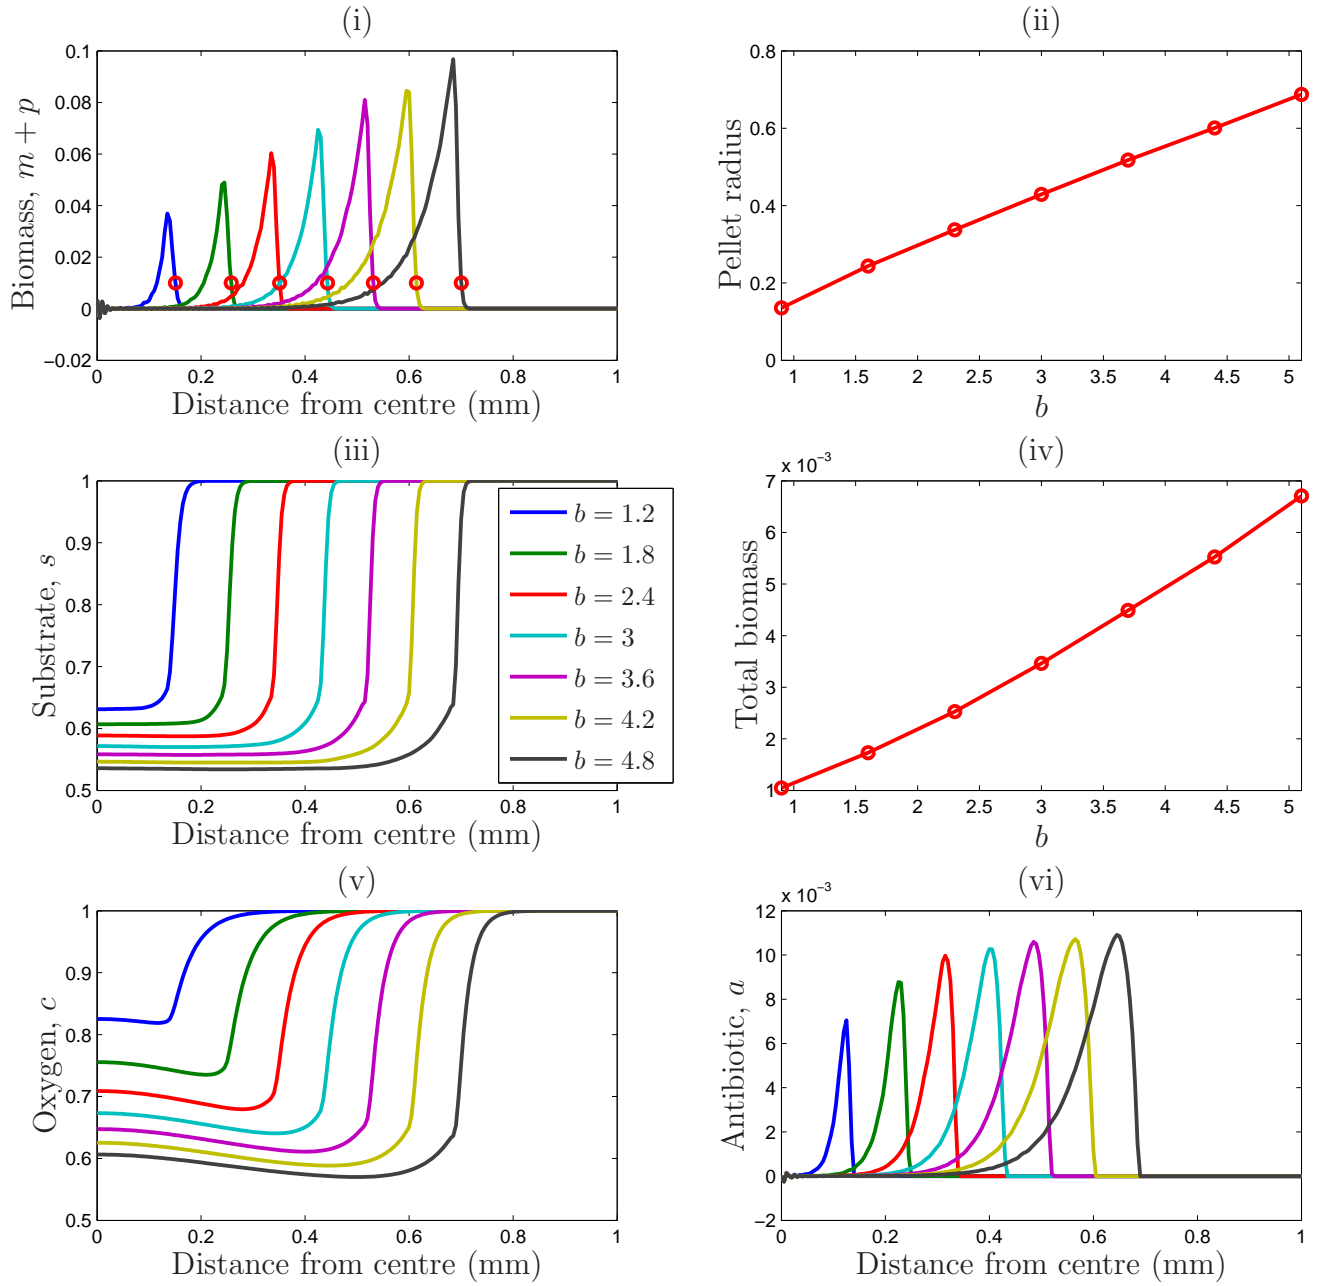 (i)
0.1
0.08
0.06
0.04
0.02
0
−0.02
Biomass, m + p
0 0.2 0.4 0.6 0.8 1
Distance from centre (mm)
(ii)
0.8
0.6
0.4
0.2
0
Pellet radius
1 1.5 2 2.5 3 3.5 4 4.5 5
b
(iii)
1
0.9
0.8
0.7
0.6
0.5
Substrate, s
b = 1.2
b = 1.8
b = 2.4
b = 3
b = 3.6
b = 4.2
b = 4.8
0 0.2 0.4 0.6 0.8 1
Distance from centre (mm)
(iv)
x 10−3
7
6
5
4
3
2
1
Total biomass
1 1.5 2 2.5 3 3.5 4 4.5 5
b
(v)
1
0.9
0.8
0.7
0.6
0.5
Oxygen, c
0 0.2 0.4 0.6 0.8 1
Distance from centre (mm)
(vi)
x 10−3
12
10
8
6
4
2
0
−2
Antibiotic, a
0 0.2 0.4 0.6 0.8 1
Distance from centre (mm)